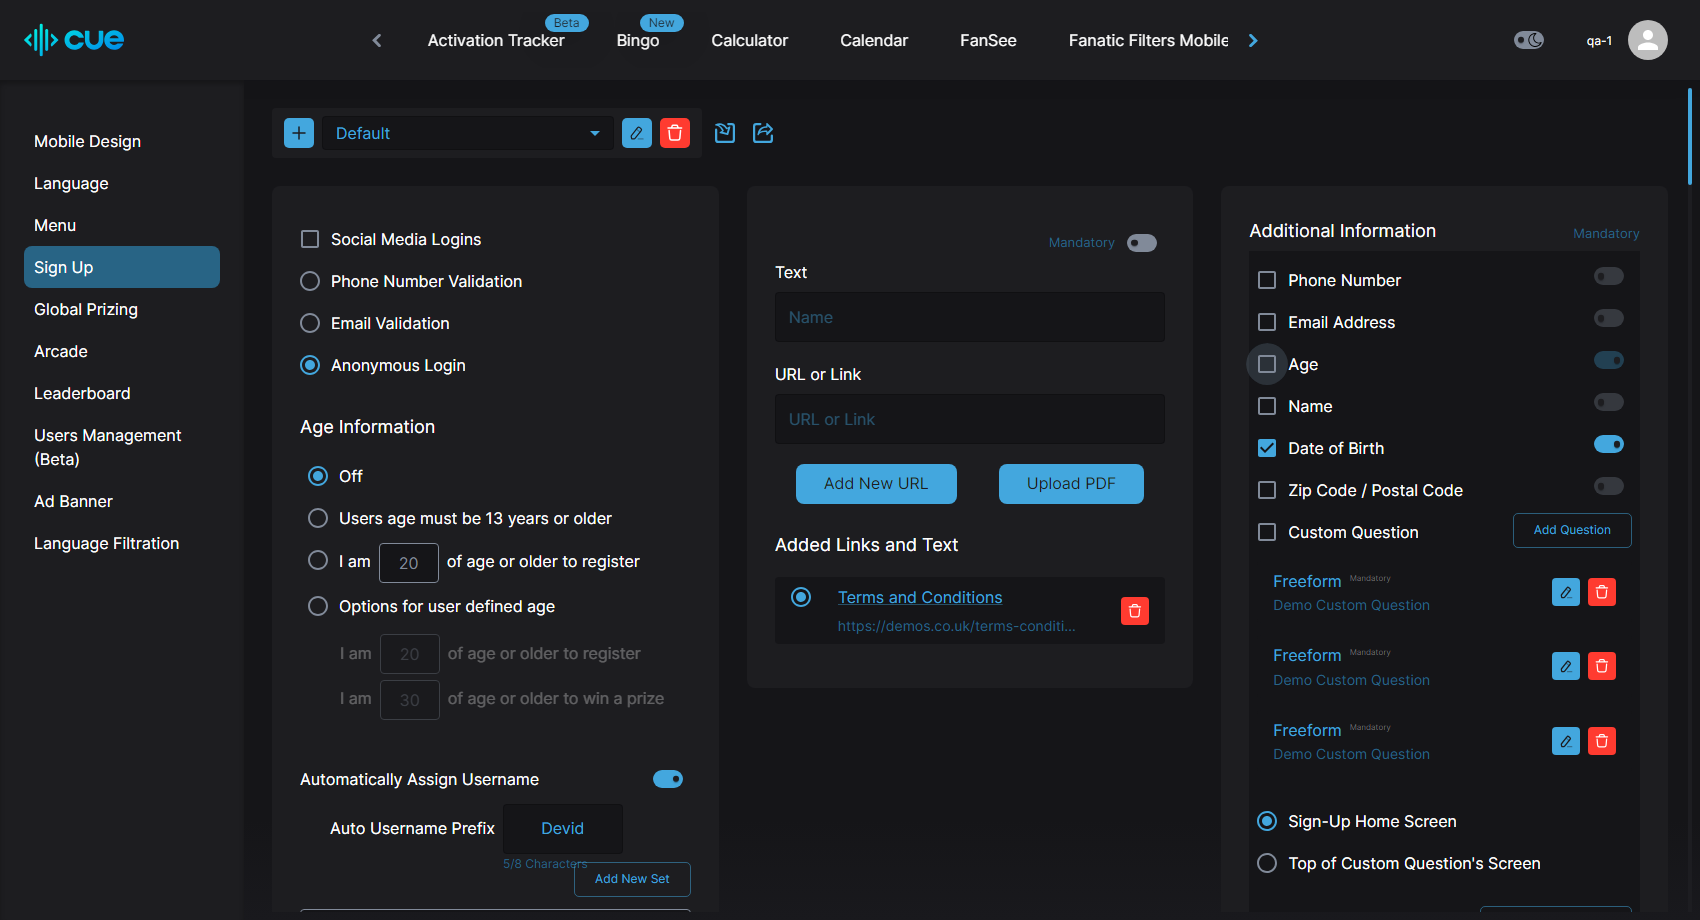 cue
Activation Tracker
Beta
Bingo
New
Calculator
Calendar
FanSee
Fanatic Filters Mobile
qa-1
Mobile Design
Language
Menu
Sign Up
Global Prizing
Arcade
Leaderboard
Users Management
(Beta)
Ad Banner
Language Filtration
Default
Social Media Logins
Phone Number Validation
Email Validation
Anonymous Login
Age Information
Off
Users age must be 13 years or older
I am 20 of age or older to register
Options for user defined age
I am 20 of age or older to register
I am 30 of age or older to win a prize
Automatically Assign Username
Auto Username Prefix Devid
5/8 Characters
Add New Set
Mandatory
Text
Name
URL or Link
URL or Link
Add New URL
Upload PDF
Added Links and Text
Terms and Conditions
https://demos.co.uk/terms-conditi...
Additional Information
Mandatory
Phone Number
Email Address
Age
Name
Date of Birth
Zip Code / Postal Code
Custom Question
Add Question
Freeform Mandatory
Demo Custom Question
Freeform Mandatory
Demo Custom Question
Freeform Mandatory
Demo Custom Question
Sign-Up Home Screen
Top of Custom Question's Screen